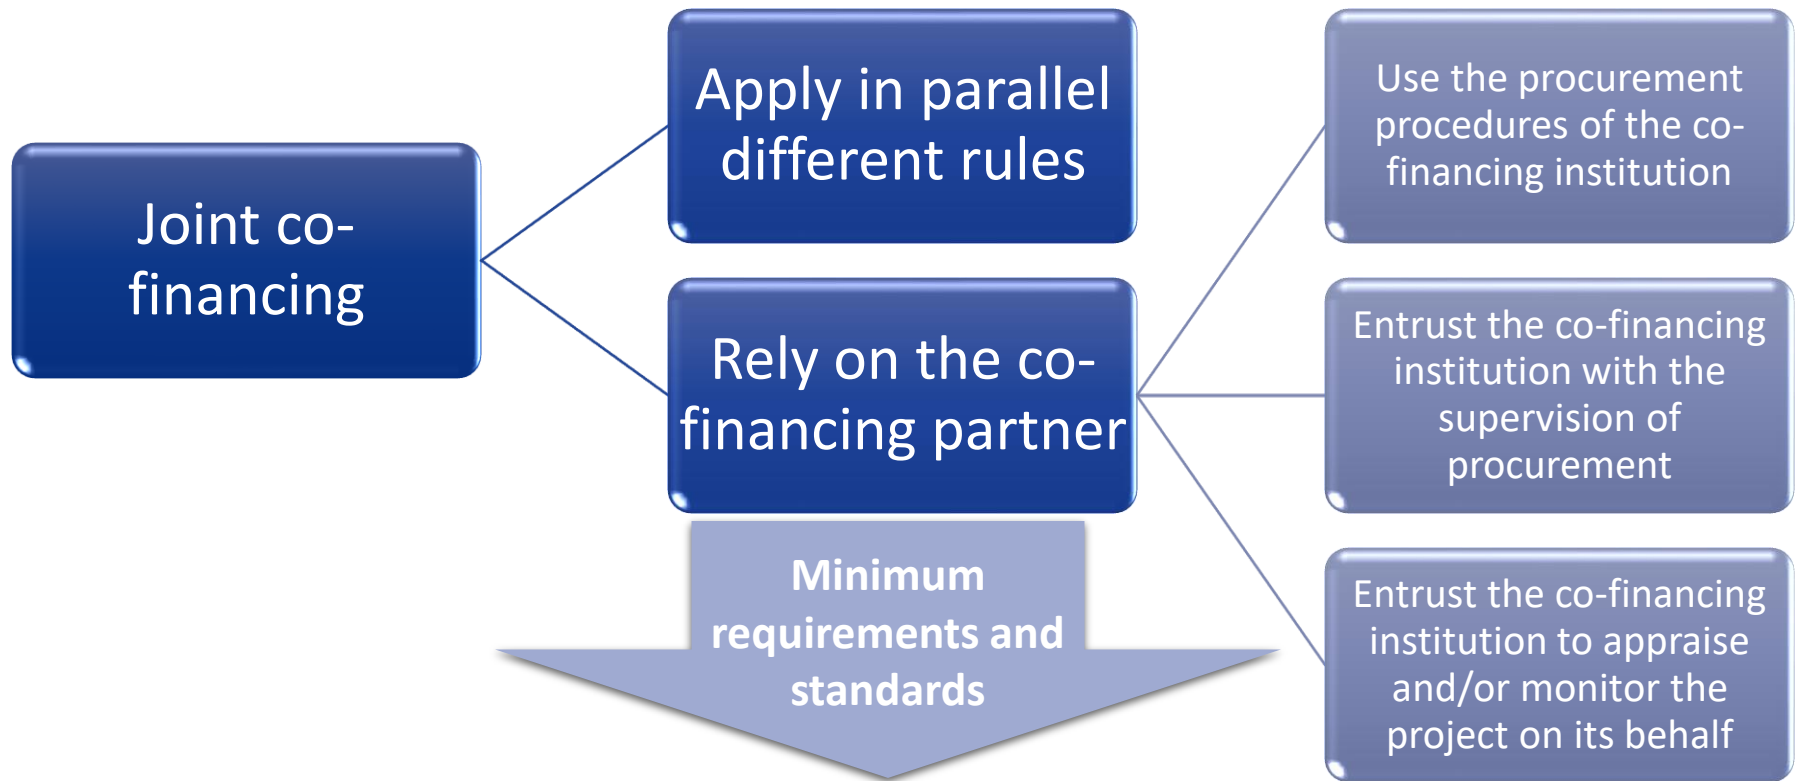 Joint co-
financing
Apply in parallel
different rules
Rely on the co-
financing partner
Minimum
requirements and
standards
Use the procurement
procedures of the co-
financing institution
Entrust the co-financing
institution with the
supervision of
procurement
Entrust the co-financing
institution to appraise
and/or monitor the
project on its behalf